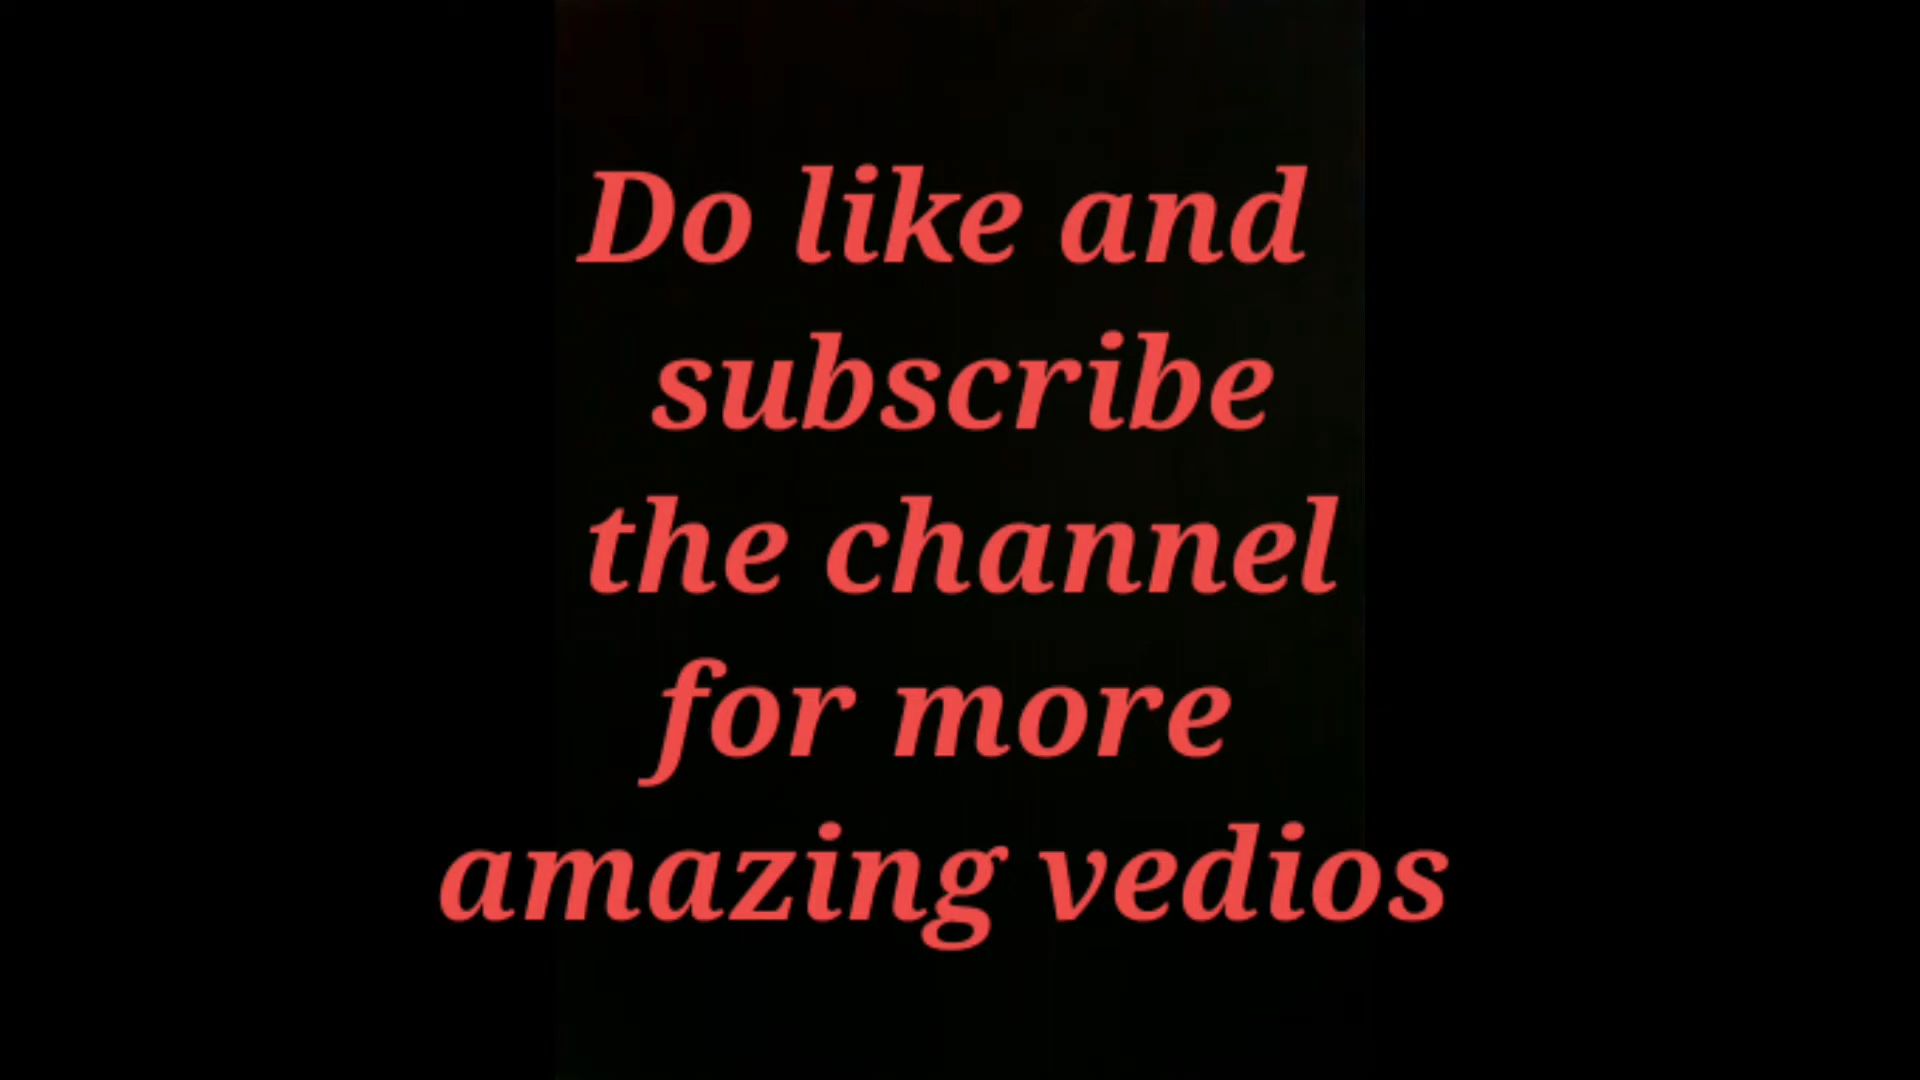 Do like and
subscribe
the channel
for more
amazing vedios